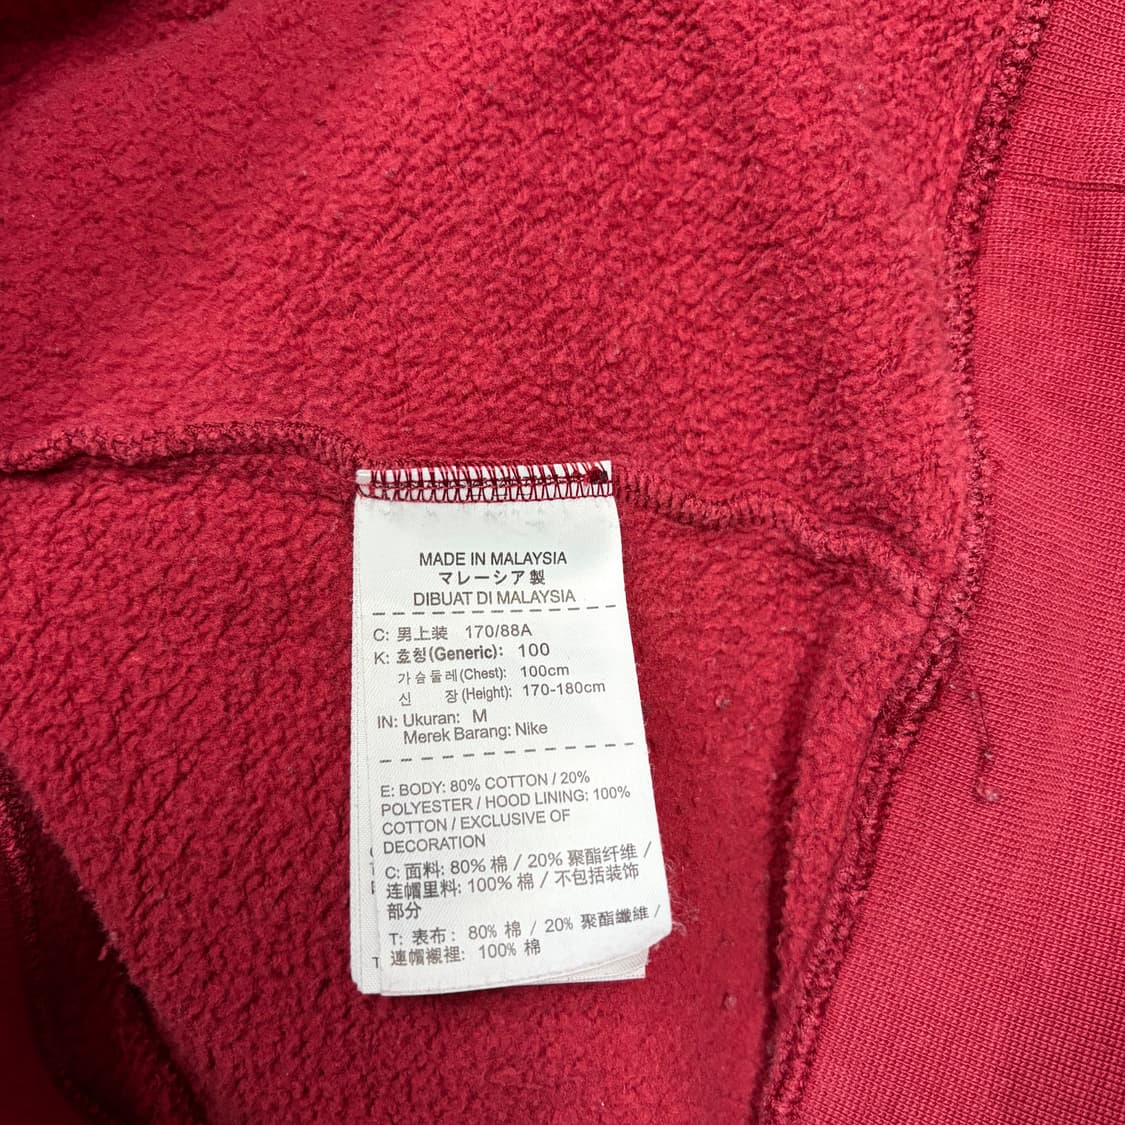 MADE IN MALAYSIA
マレーシア製
DIBUAT DI MALAYSIA
C: 男上装 170/88A
K: 호칭(Generic): 100
가슴둘레(Chest): 100cm
신 장(Height): 170-180cm
IN: Ukuran: M
Merek Barang: Nike
E: BODY: 80% COTTON / 20%
POLYESTER / HOOD LINING: 100%
COTTON / EXCLUSIVE OF
DECORATION
C: 面料: 80% 棉 / 20% 聚酯纤维 /
连帽里料: 100% 棉 / 不包括装饰
部分
T: 表布: 80% 棉 / 20% 聚酯纖維 /
連帽襯裡: 100% 棉